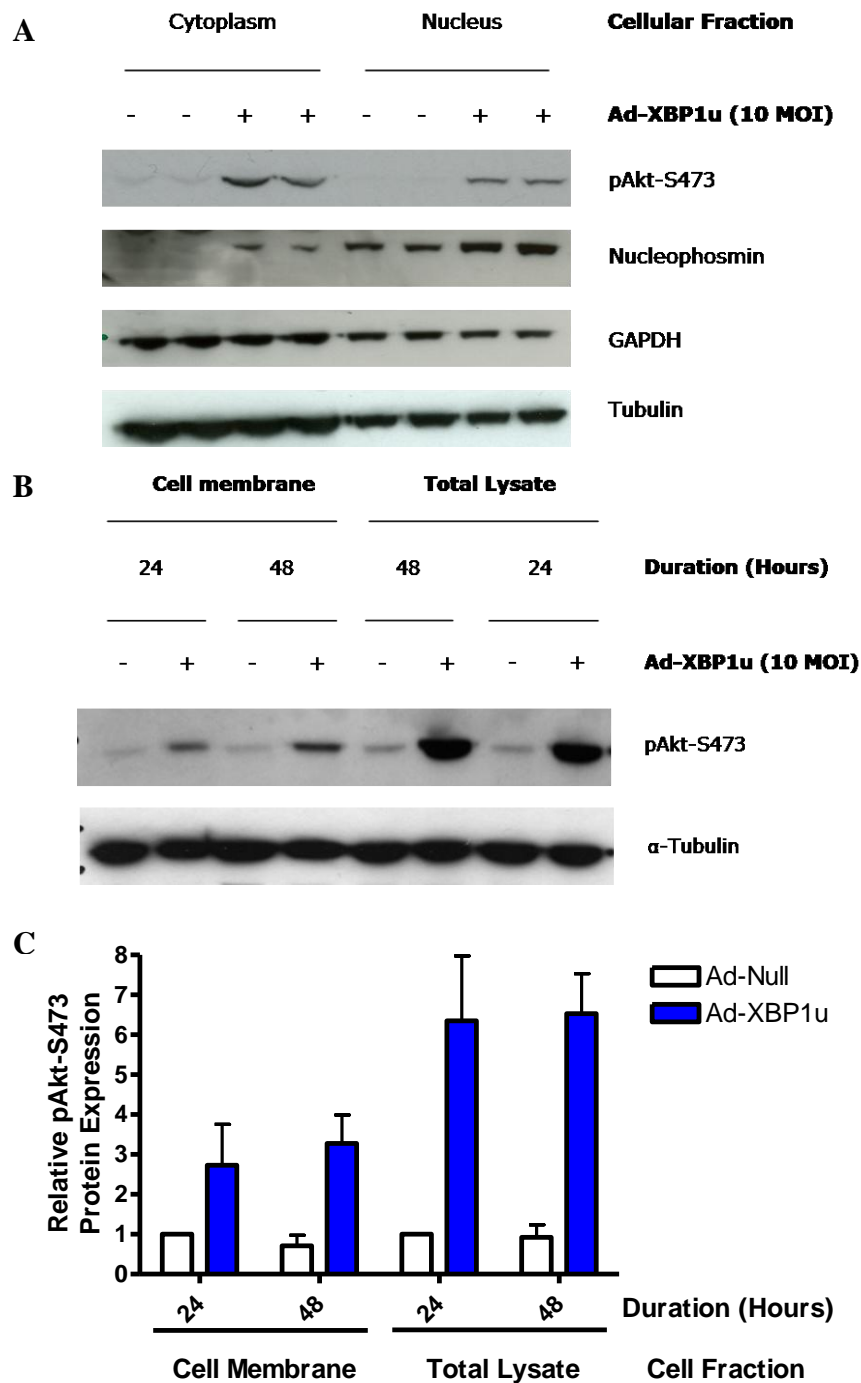 A
Cytoplasm Nucleus Cellular Fraction
- - + + - - + + Ad-XBP1u (10 MOI)
pAkt-S473
Nucleophosmin
GAPDH
Tubulin
B
Cell membrane Total Lysate
24 48 48 24 Duration (Hours)
- + - + - + - + Ad-XBP1u (10 MOI)
pAkt-S473
α-Tubulin
C
Relative pAkt-S473
Protein Expression
8
7
6
5
4
3
2
1
0
Ad-Null
Ad-XBP1u
24 48 24 48 Duration (Hours)
Cell Membrane Total Lysate Cell Fraction